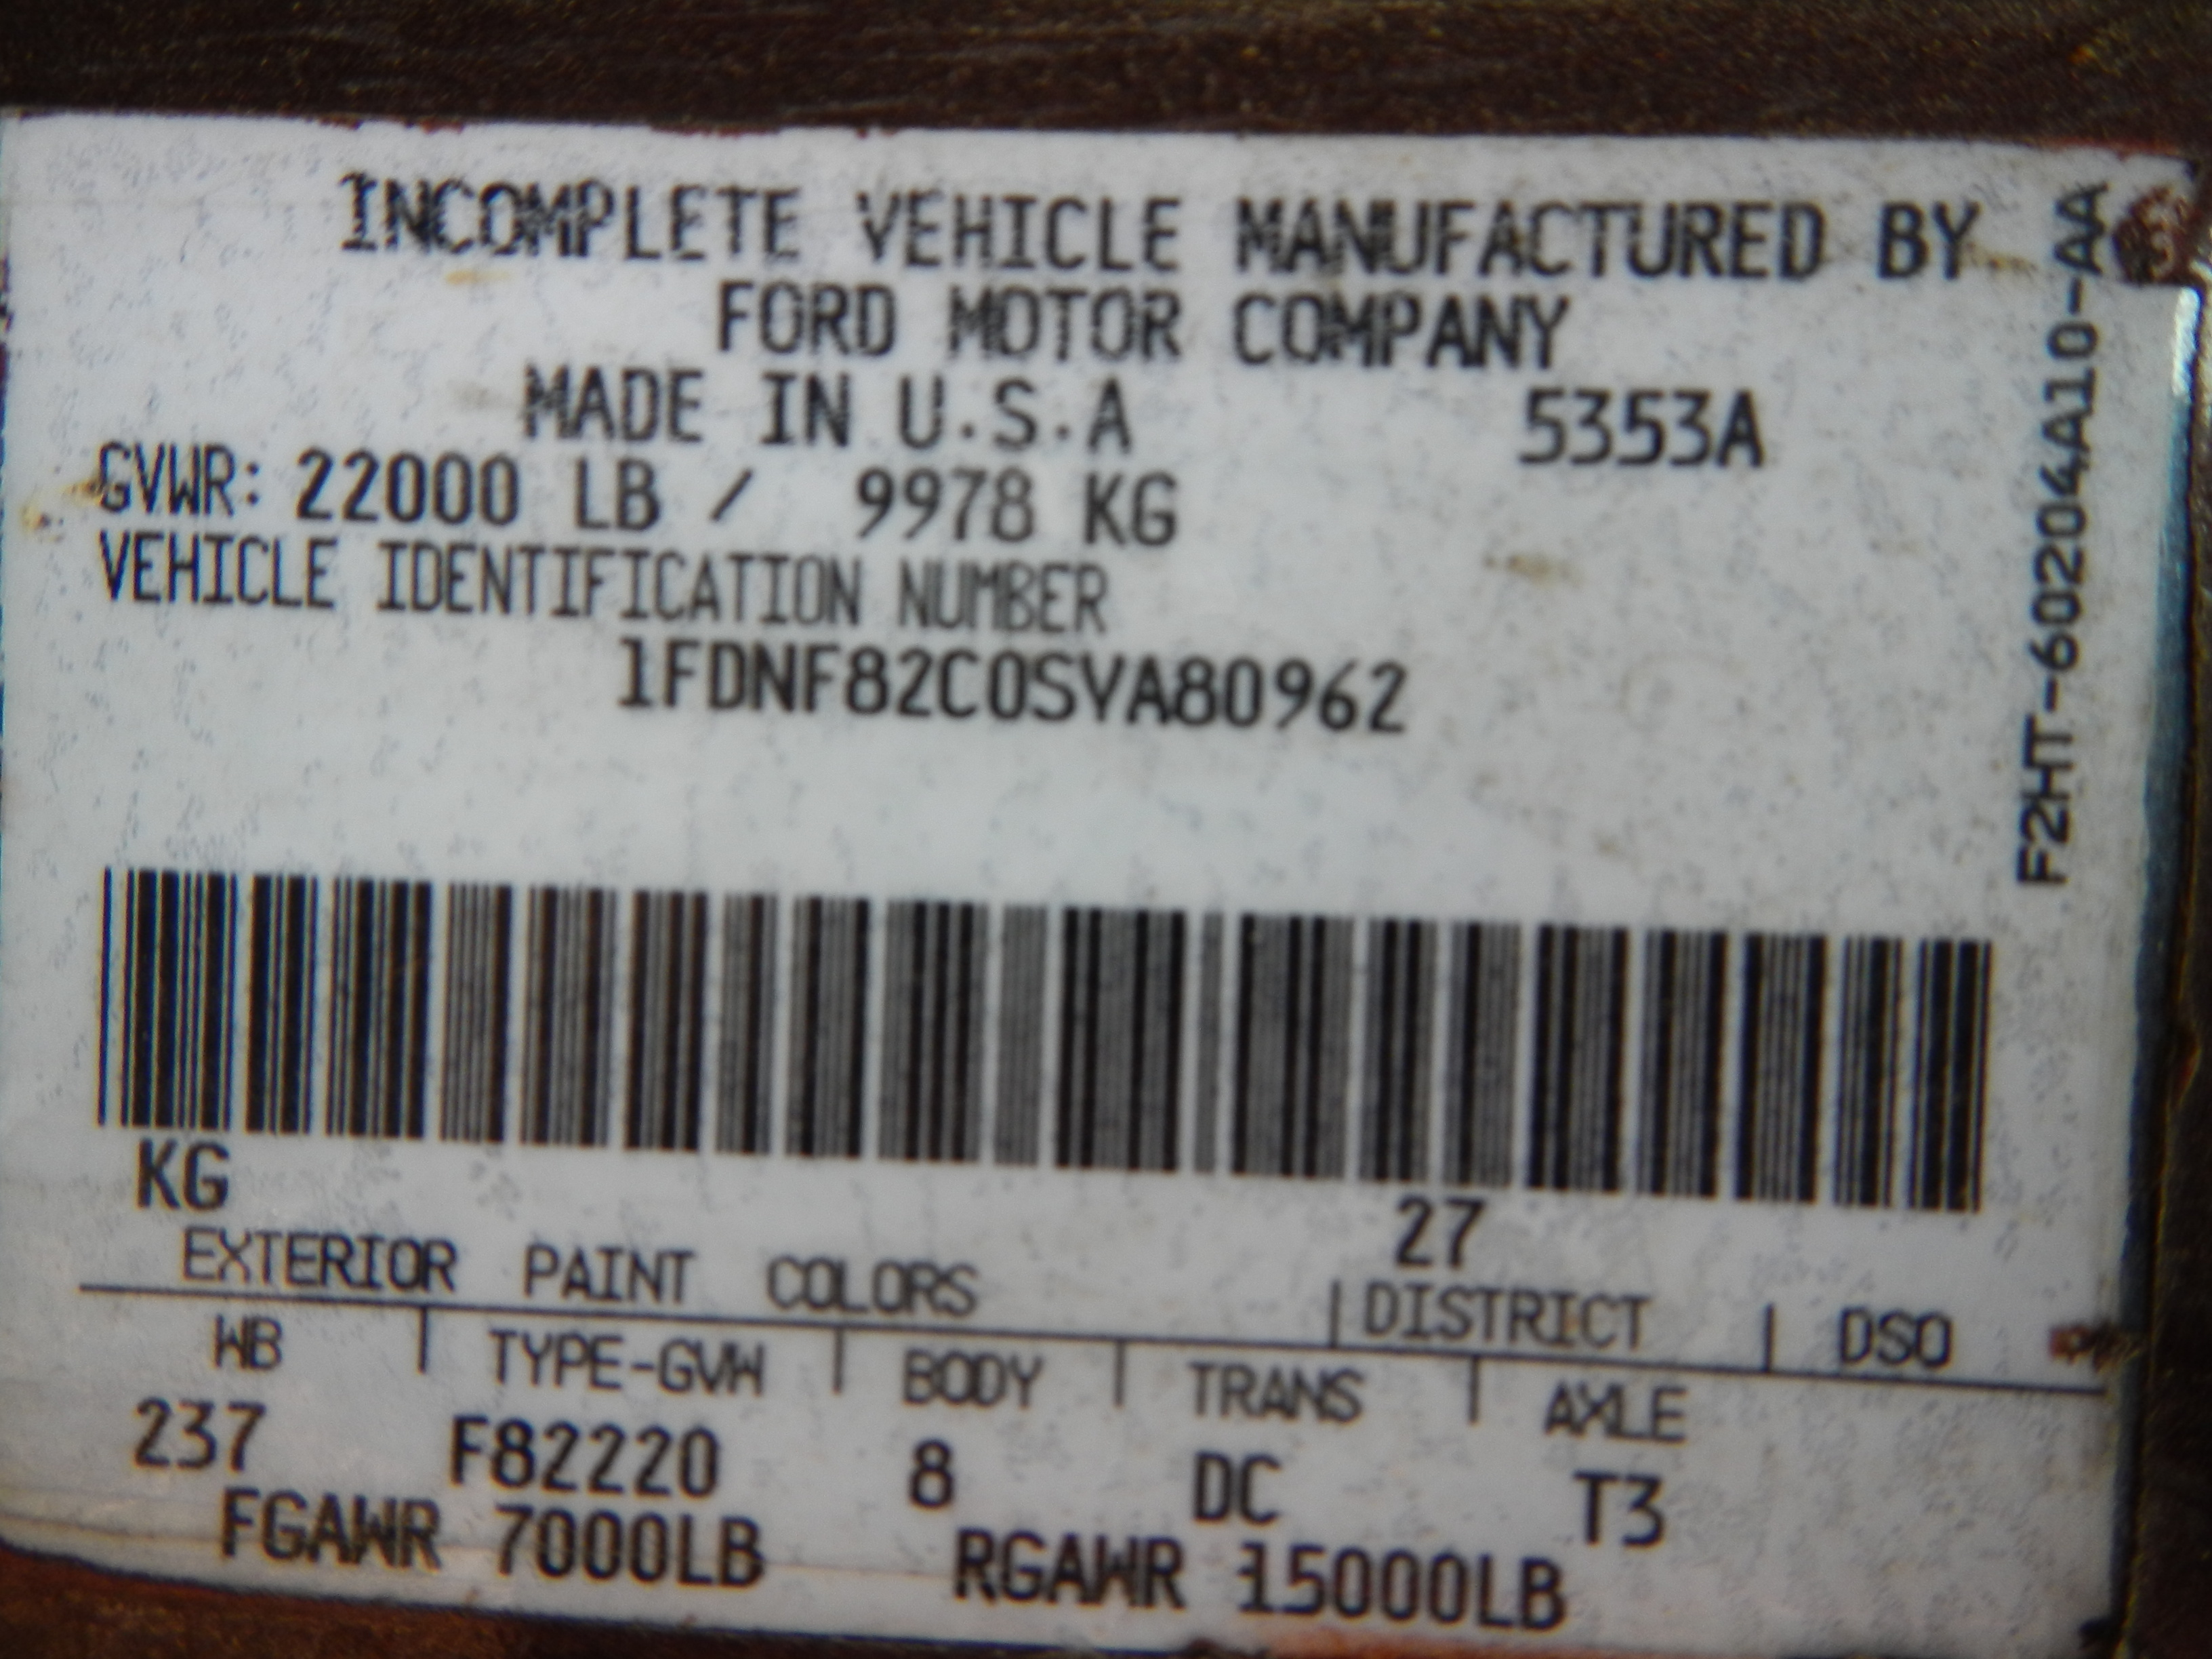 INCOMPLETE VEHICLE MANUFACTURED BY
FORD MOTOR COMPANY
MADE IN U.S.A 5353A
GVWR: 22000 LB / 9978 KG
VEHICLE IDENTIFICATION NUMBER
1FDNF82C0SVA80962
F2HT-60204A10-AA
KG 27
EXTERIOR PAINT COLORS | DISTRICT | DSO
WB | TYPE-GVW | BODY | TRANS | AXLE
237 F82220 8 DC T3
FGAWR 7000LB RGAWR 15000LB